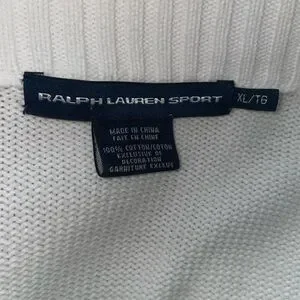 RALPH LAUREN SPORT
XL/TG
MADE IN CHINA
FAIT EN CHINE
100% COTTON/COTON
EXCLUSIVE OF
DECORATION
GARNITURE EXCLUE